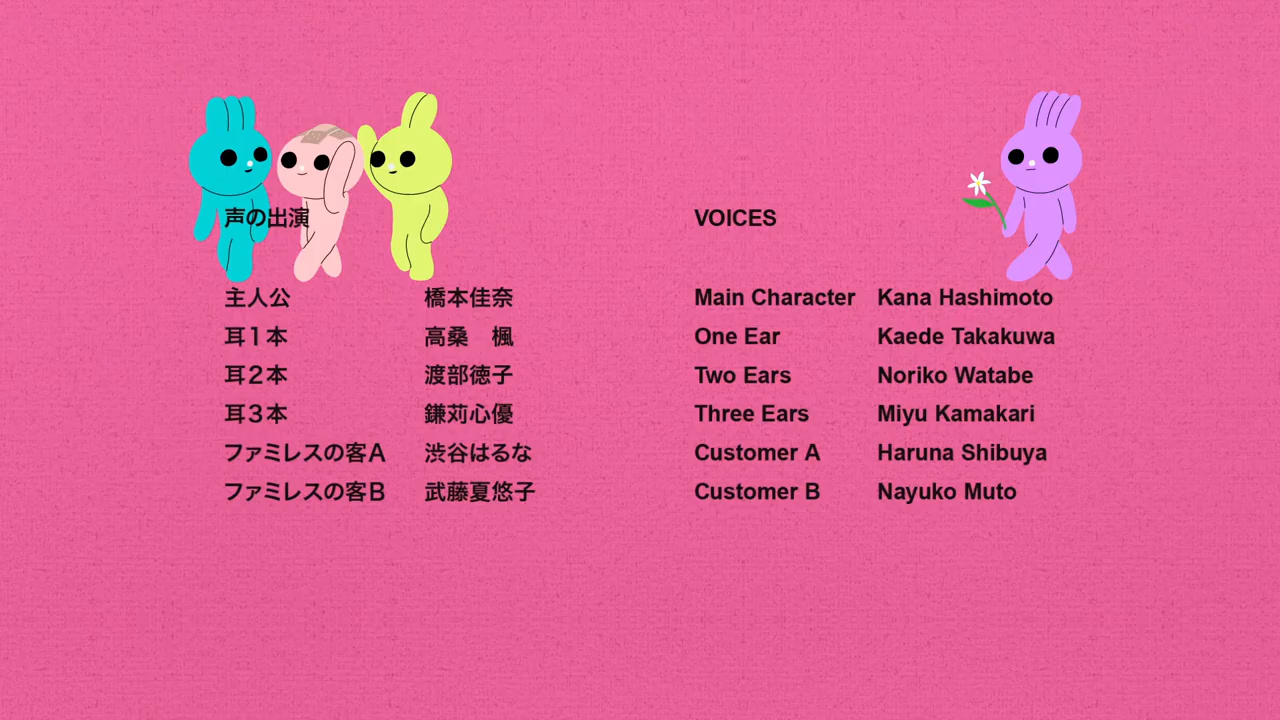 声の出演
主人公 橋本佳奈
耳1本 高桑　楓
耳2本 渡部徳子
耳3本 鎌苅心優
ファミレスの客A 渋谷はるな
ファミレスの客B 武藤夏悠子
VOICES
Main Character Kana Hashimoto
One Ear Kaede Takakuwa
Two Ears Noriko Watabe
Three Ears Miyu Kamakari
Customer A Haruna Shibuya
Customer B Nayuko Muto